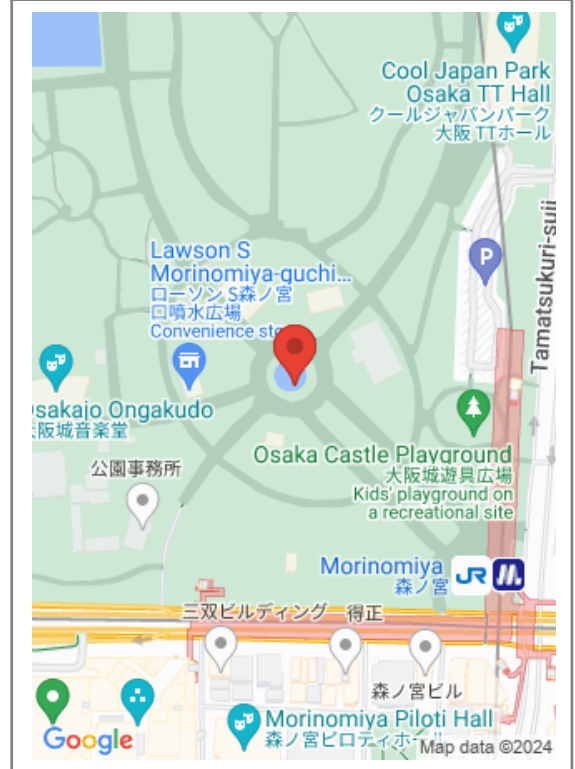 Cool Japan Park
Osaka TT Hall
クールジャパンパーク
大阪 TTホール
Tamatsukuri-suji
P
Lawson S
Morinomiya-guchi...
ローソン S森ノ宮
口噴水広場
Convenience sto
Osakajo Ongakudo
大阪城音楽堂
Osaka Castle Playground
大阪城遊具広場
Kids' playground on
a recreational site
公園事務所
Morinomiya
森ノ宮
JR
三双ビルディング
得正
森ノ宮ビル
Morinomiya Piloti Hall
森ノ宮ピロティホール
Google
Map data ©2024